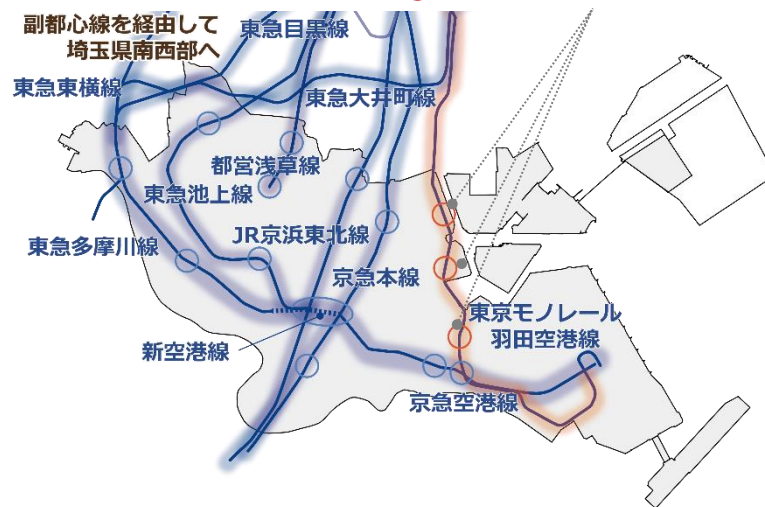 副都心線を経由して
埼玉県南西部へ
東急目黒線
東急東横線
東急大井町線
都営浅草線
東急池上線
JR京浜東北線
東急多摩川線
京急本線
東京モノレール
羽田空港線
新空港線
京急空港線